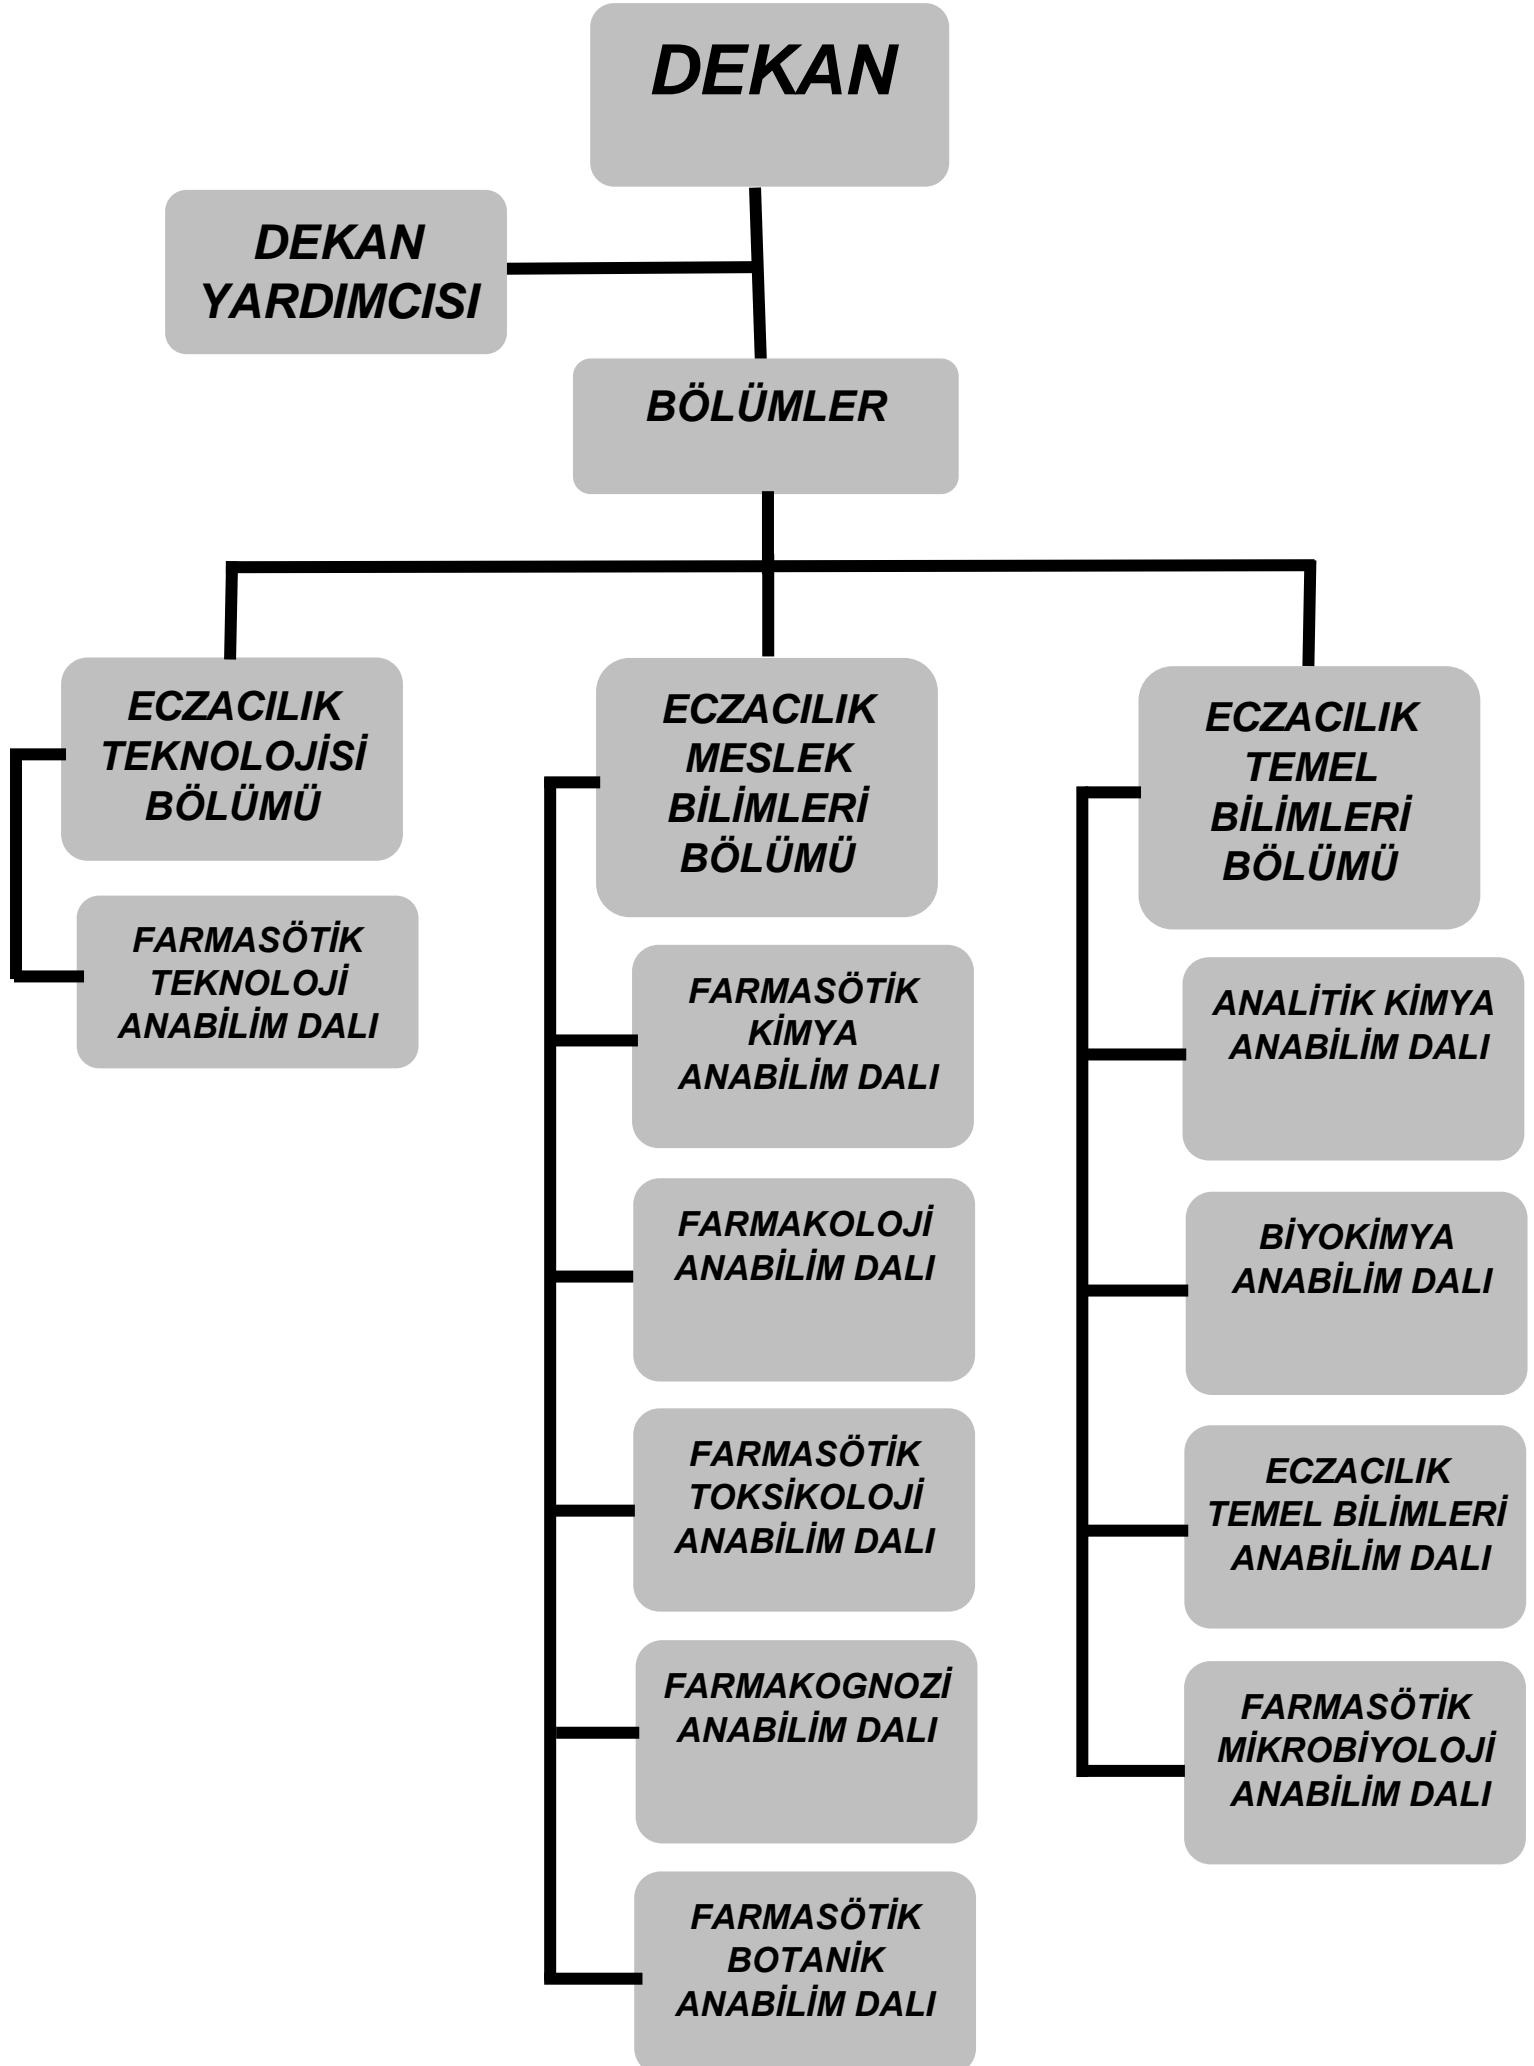 DEKAN
DEKAN
YARDIMCISI
BÖLÜMLER
ECZACILIK
TEKNOLOJİSİ
BÖLÜMÜ
FARMASÖTİK
TEKNOLOJİ
ANABİLİM DALI
ECZACILIK
MESLEK
BİLİMLERİ
BÖLÜMÜ
FARMASÖTİK
KİMYA
ANABİLİM DALI
FARMAKOLOJİ
ANABİLİM DALI
FARMASÖTİK
TOKSİKOLOJİ
ANABİLİM DALI
FARMAKOGNOZİ
ANABİLİM DALI
FARMASÖTİK
BOTANİK
ANABİLİM DALI
ECZACILIK
TEMEL
BİLİMLERİ
BÖLÜMÜ
ANALİTİK KİMYA
ANABİLİM DALI
BİYOKİMYA
ANABİLİM DALI
ECZACILIK
TEMEL BİLİMLERİ
ANABİLİM DALI
FARMASÖTİK
MİKROBİYOLOJİ
ANABİLİM DALI